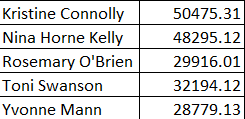 Kristine Connolly 50475.31
Nina Horne Kelly 48295.12
Rosemary O'Brien 29916.01
Toni Swanson 32194.12
Yvonne Mann 28779.13